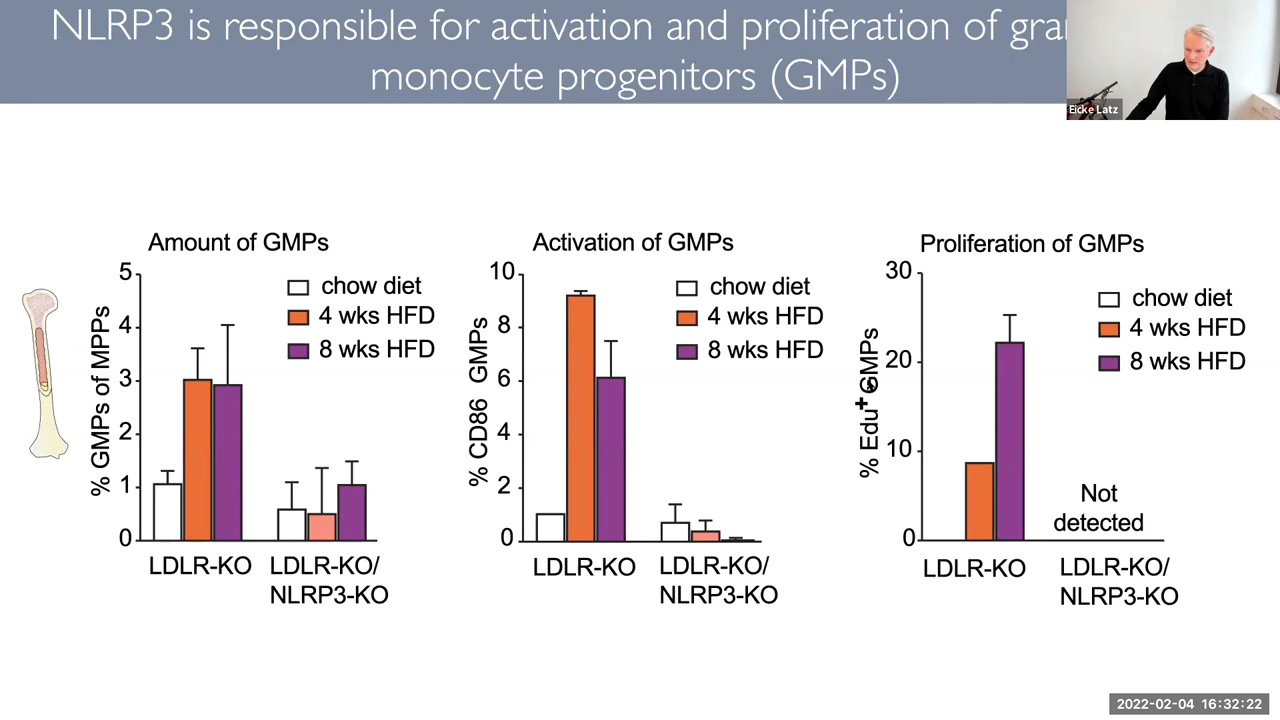 NLRP3 is responsible for activation and proliferation of
monocyte progenitors (GMPs)
Eicke Latz
Amount of GMPs
% GMPs of MPPs
5
4
3
2
1
0
chow diet
4 wks HFD
8 wks HFD
LDLR-KO
LDLR-KO/
NLRP3-KO
Activation of GMPs
% CD86 GMPs
10
8
6
4
2
0
chow diet
4 wks HFD
8 wks HFD
LDLR-KO
LDLR-KO/
NLRP3-KO
Proliferation of GMPs
% Edu+ GMPs
30
20
10
0
chow diet
4 wks HFD
8 wks HFD
Not
detected
LDLR-KO
LDLR-KO/
NLRP3-KO
2022-02-04 16:32:22